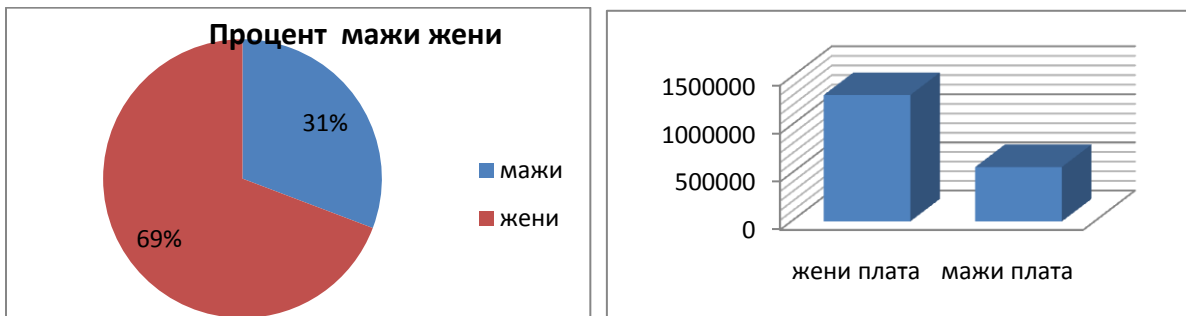 Процент мажи жени
31%
69%
мажи
жени
1500000
1000000
500000
0
жени плата
мажи плата